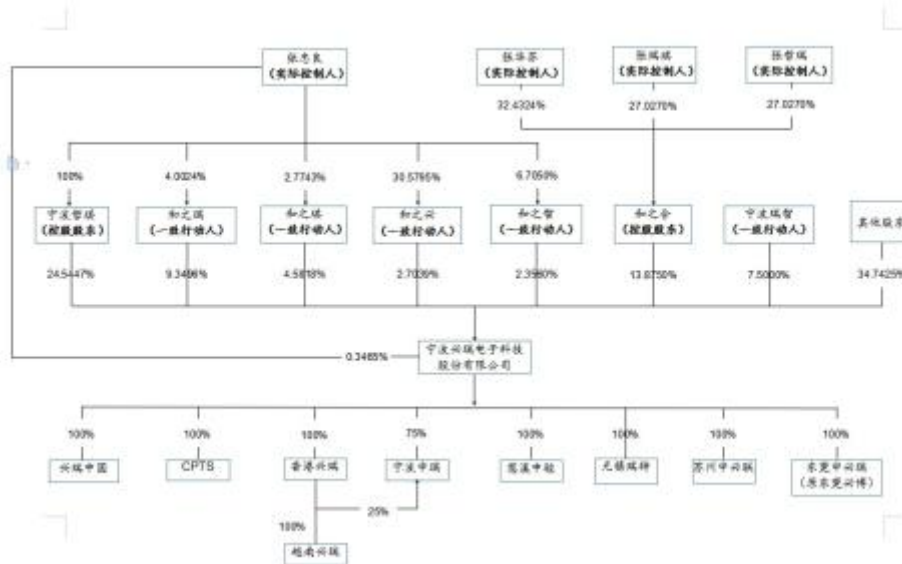 张忠良
(实际控制人)
张华芬
(实际控制人)
张瑞琪
(实际控制人)
张哲瑞
(实际控制人)
32.4324%
27.0270%
27.0270%
100%
4.0024%
2.7743%
30.5795%
6.7050%
宁波哲琪
(控股股东)
和之瑞
(一致行动人)
和之琪
(一致行动人)
和之兴
(一致行动人)
和之智
(一致行动人)
和之合
(控股股东)
宁波瑞智
(一致行动人)
其他股东
24.5447%
4.5818%
13.8750%
7.5000%
34.7425%
宁波兴瑞电子科技
股份有限公司
100%
100%
100%
75%
100%
100%
100%
100%
兴瑞中国
CPTS
香港兴瑞
宁波中瑞
慈溪中骏
无锡瑞特
苏州中兴联
东莞中兴瑞
(原东莞兴博)
25%
100%
越南兴瑞